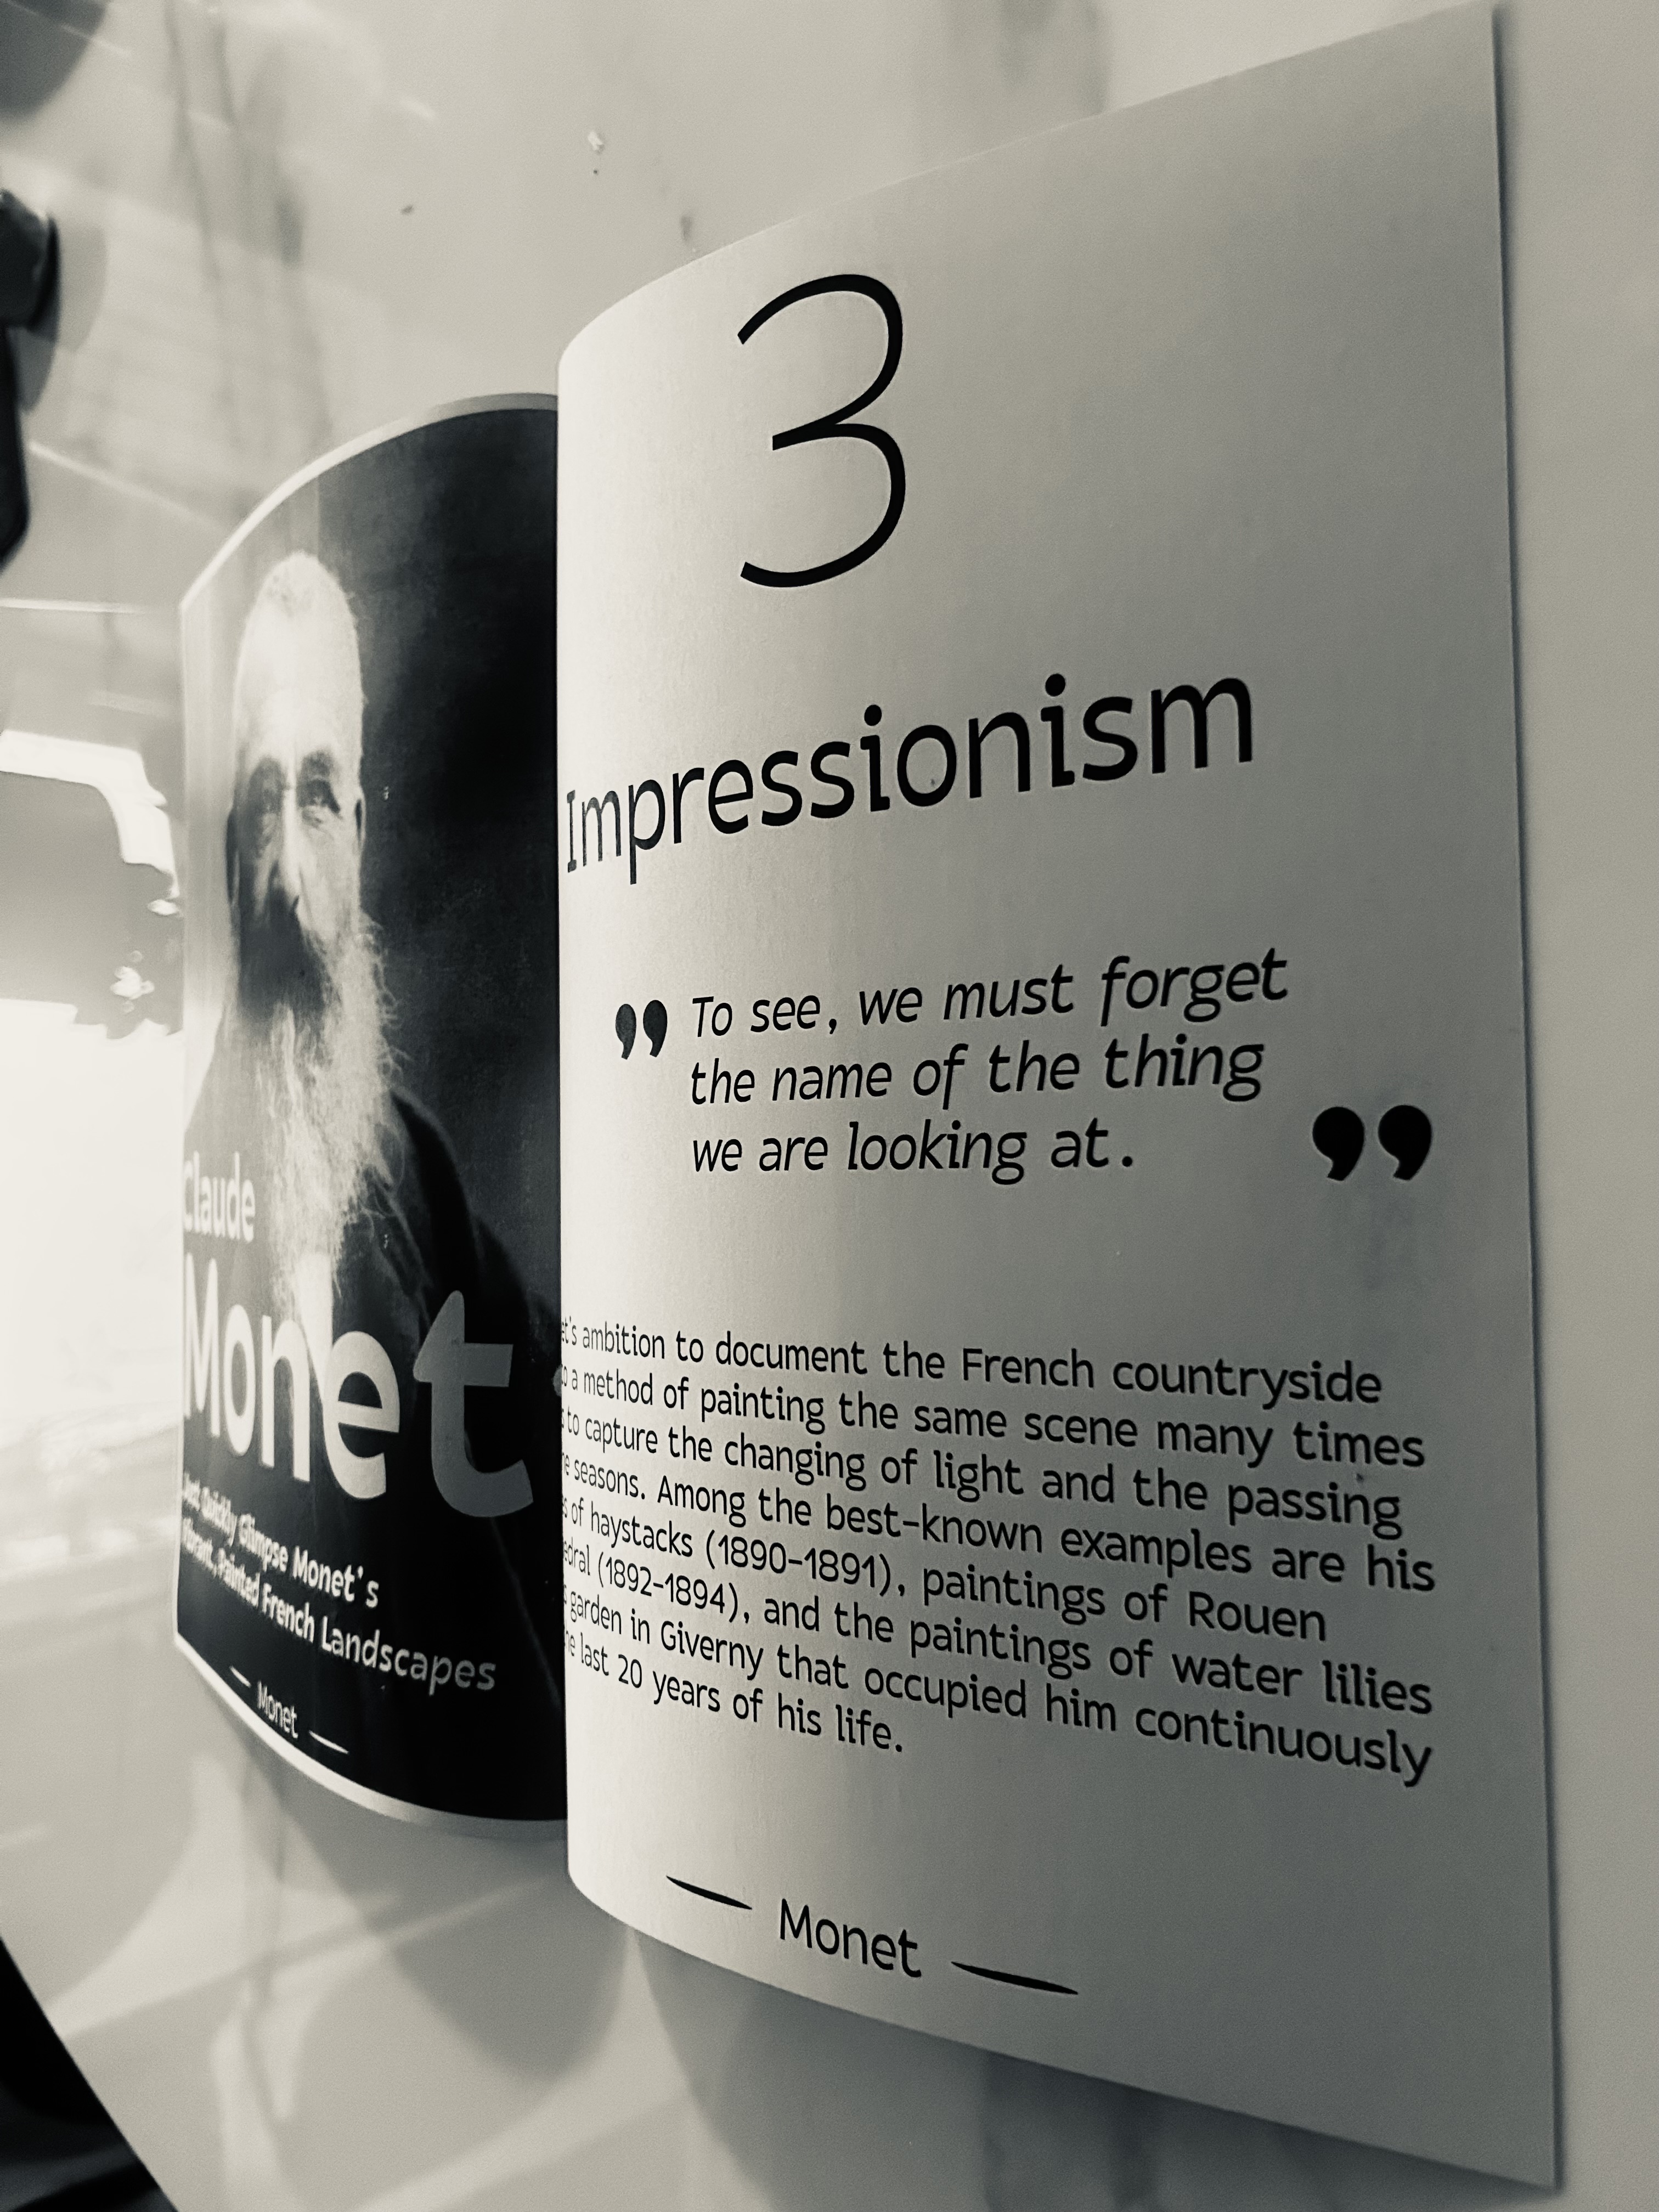 Claude
Monet
Quickly Glimpse Monet's
Vibrant, Painted French Landscapes
Monet
3
Impressionism
” To see, we must forget
the name of the thing
we are looking at. ”
ambition to document the French countryside
a method of painting the same scene many times
to capture the changing of light and the passing
seasons. Among the best-known examples are his
of haystacks (1890-1891), paintings of Rouen
(1892-1894), and the paintings of water lilies
garden in Giverny that occupied him continuously
last 20 years of his life.
Monet